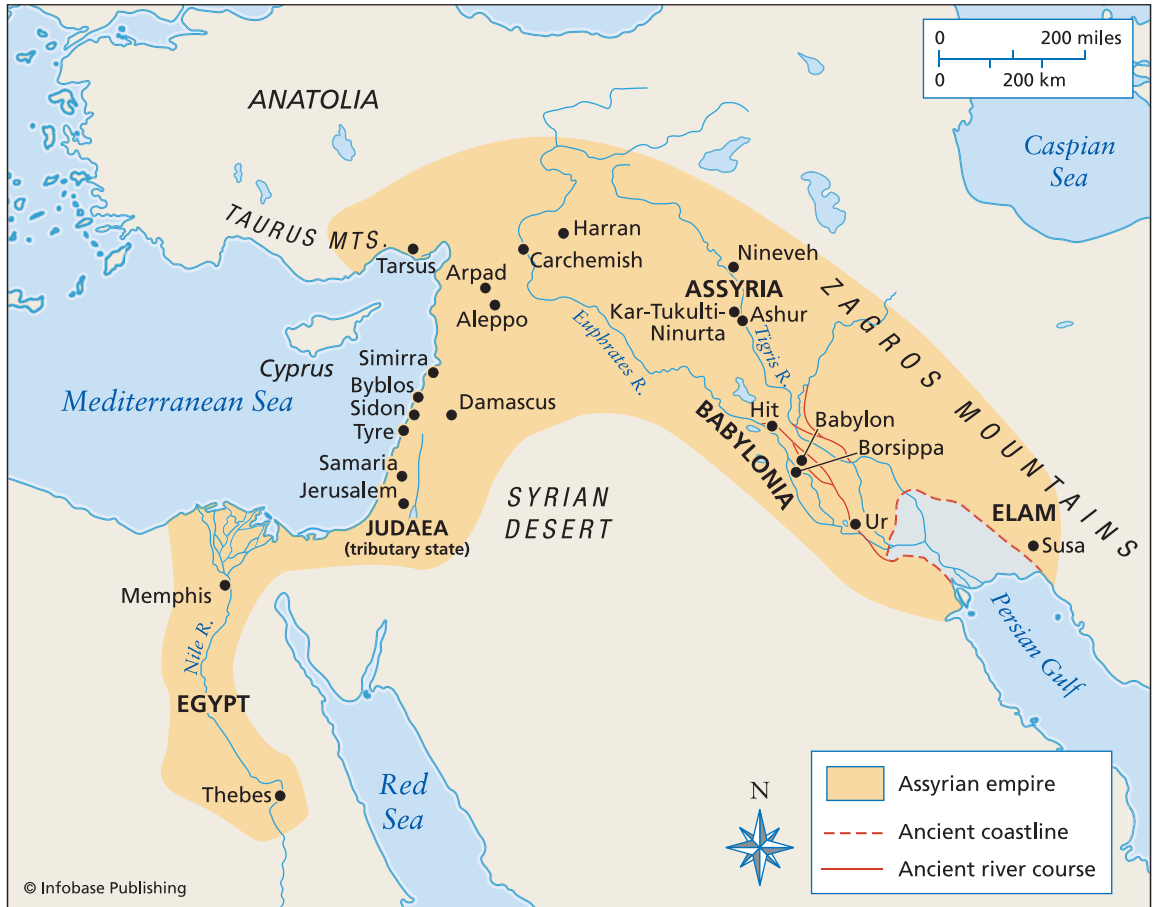 0 200 miles
0 200 km
ANATOLIA
Caspian
Sea
TAURUS MTS.
Harran
Tarsus
Carchemish
Nineveh
Arpad
ASSYRIA
Aleppo
Kar-Tukulti-
Ninurta
Ashur
ZAGROS MOUNTAINS
Euphrates R.
Tigris R.
Cyprus
Simirra
Mediterranean Sea
Byblos
Sidon
Damascus
Tyre
Hit
Babylon
BABYLONIA
Borsippa
Samaria
Jerusalem
SYRIAN
DESERT
JUDAEA
(tributary state)
Ur
ELAM
Susa
Memphis
Nile R.
Persian Gulf
EGYPT
Thebes
Red
Sea
N
Assyrian empire
Ancient coastline
Ancient river course
© Infobase Publishing